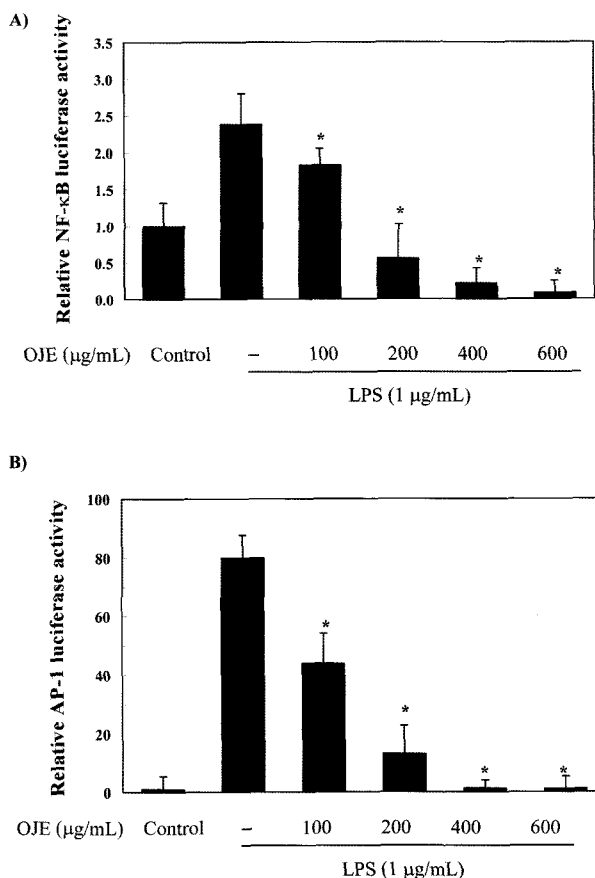 A)
Relative NF-κB luciferase activity
3.5
3.0
2.5
2.0
1.5
1.0
0.5
0.0
*
*
*
*
OJE (μg/mL) Control – 100 200 400 600
LPS (1 μg/mL)
B)
Relative AP-1 luciferase activity
100
80
60
40
20
0
*
*
*
*
OJE (μg/mL) Control – 100 200 400 600
LPS (1 μg/mL)